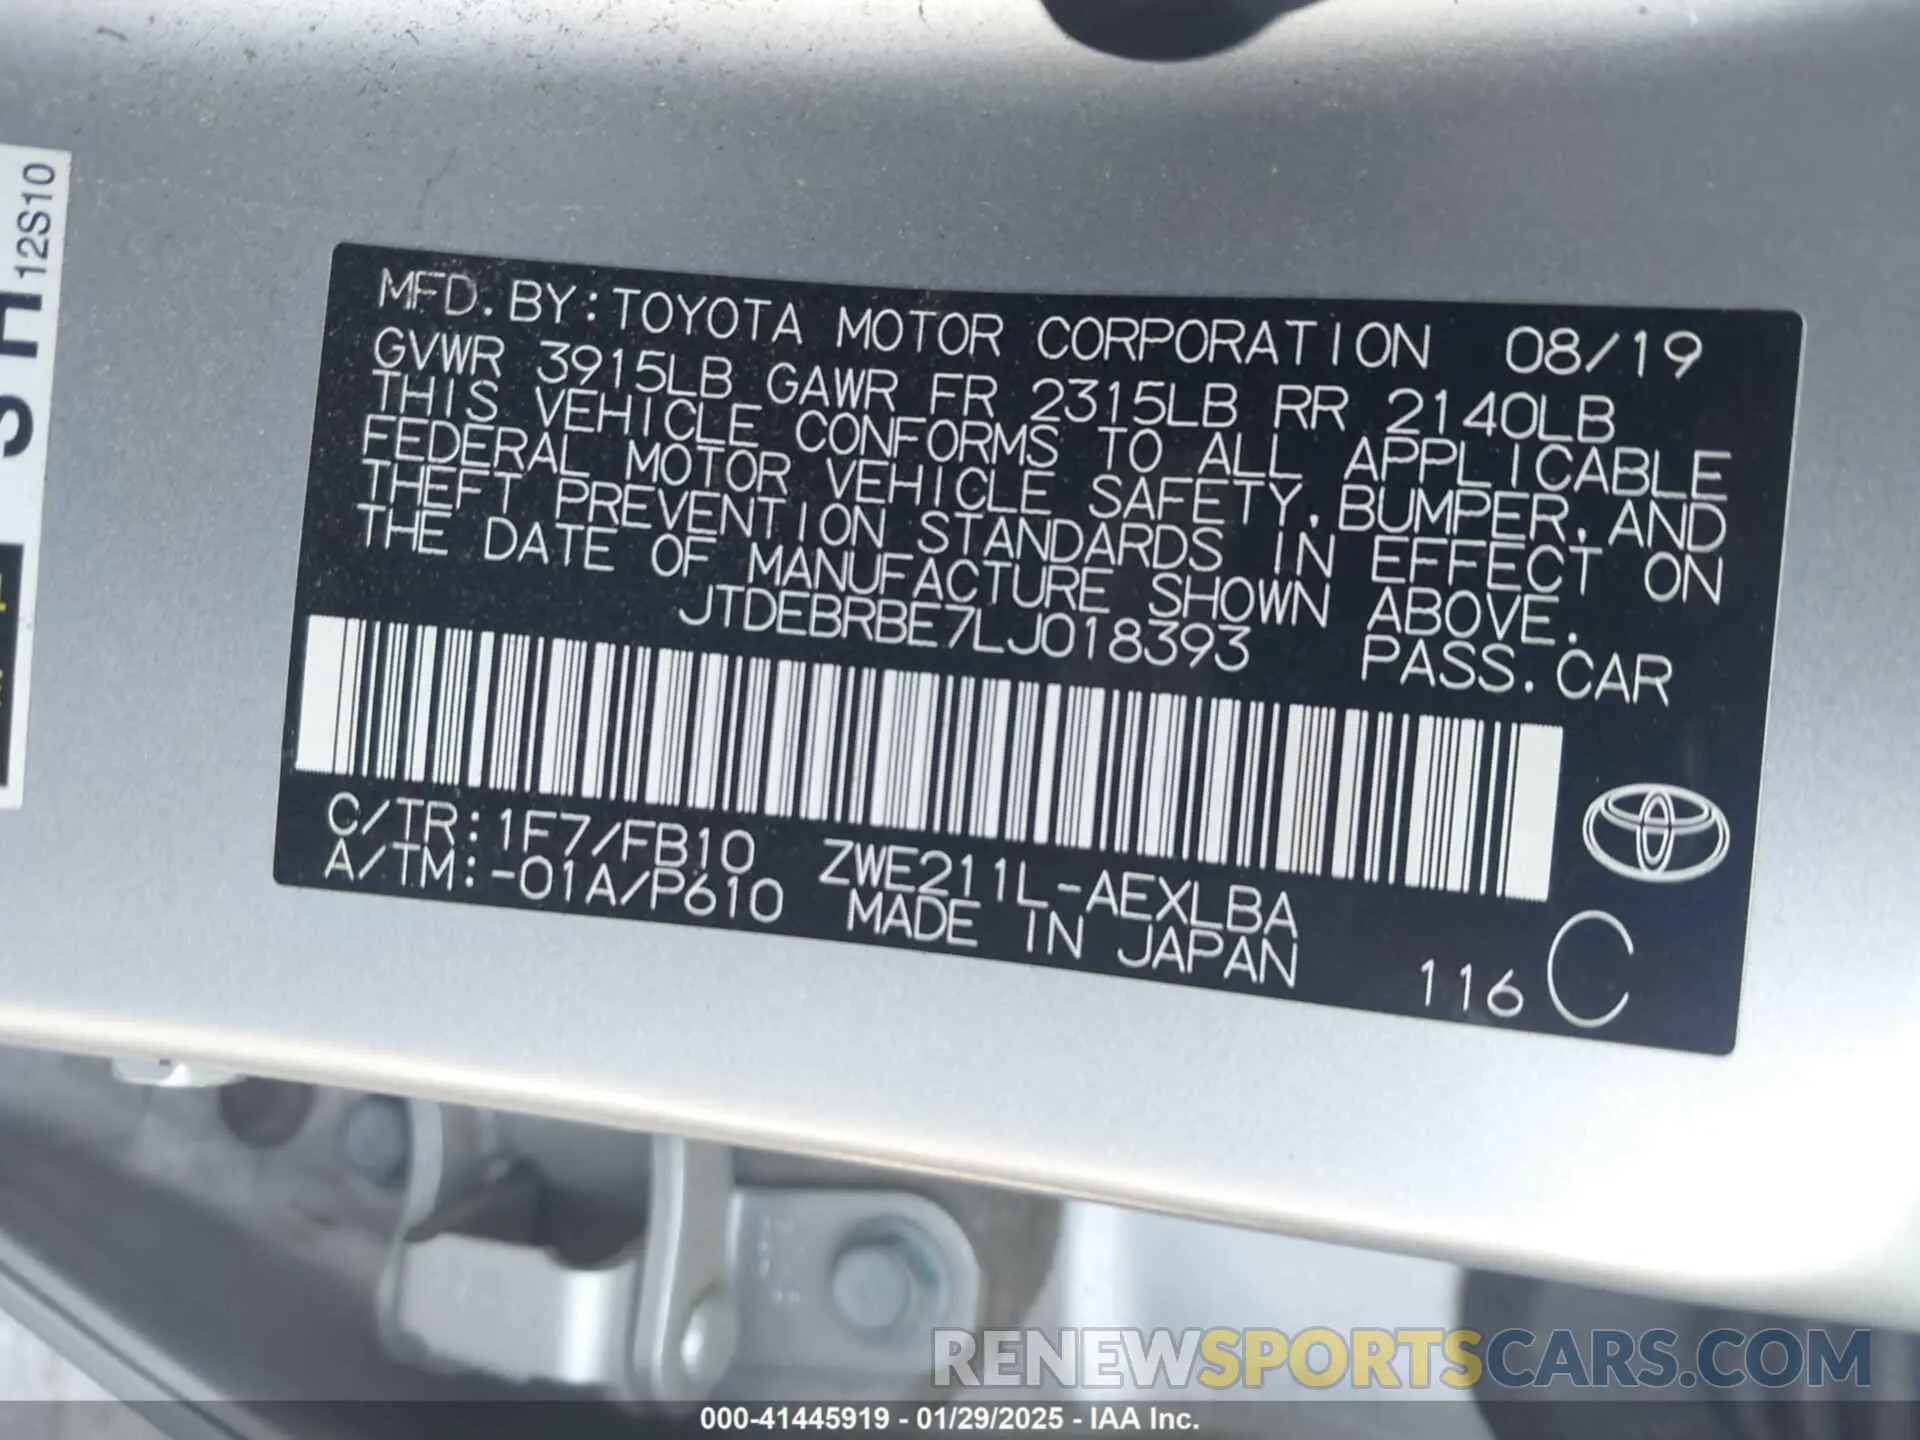 12S10
MFD. BY: TOYOTA MOTOR CORPORATION 08/19
GVWR 3915LB GAWR FR 2315LB RR 2140LB
THIS VEHICLE CONFORMS TO ALL APPLICABLE
FEDERAL MOTOR VEHICLE SAFETY, BUMPER, AND
THEFT PREVENTION STANDARDS IN EFFECT ON
THE DATE OF MANUFACTURE SHOWN ABOVE.
JTDEBRBE7LJ018393 PASS. CAR
C/TR: 1F7/FB10 ZWE211L-AEXLBA
A/TM: -01A/P610 MADE IN JAPAN
116 C
RENEWSPORTSCARS.COM
000-41445919 - 01/29/2025 - IAA Inc.